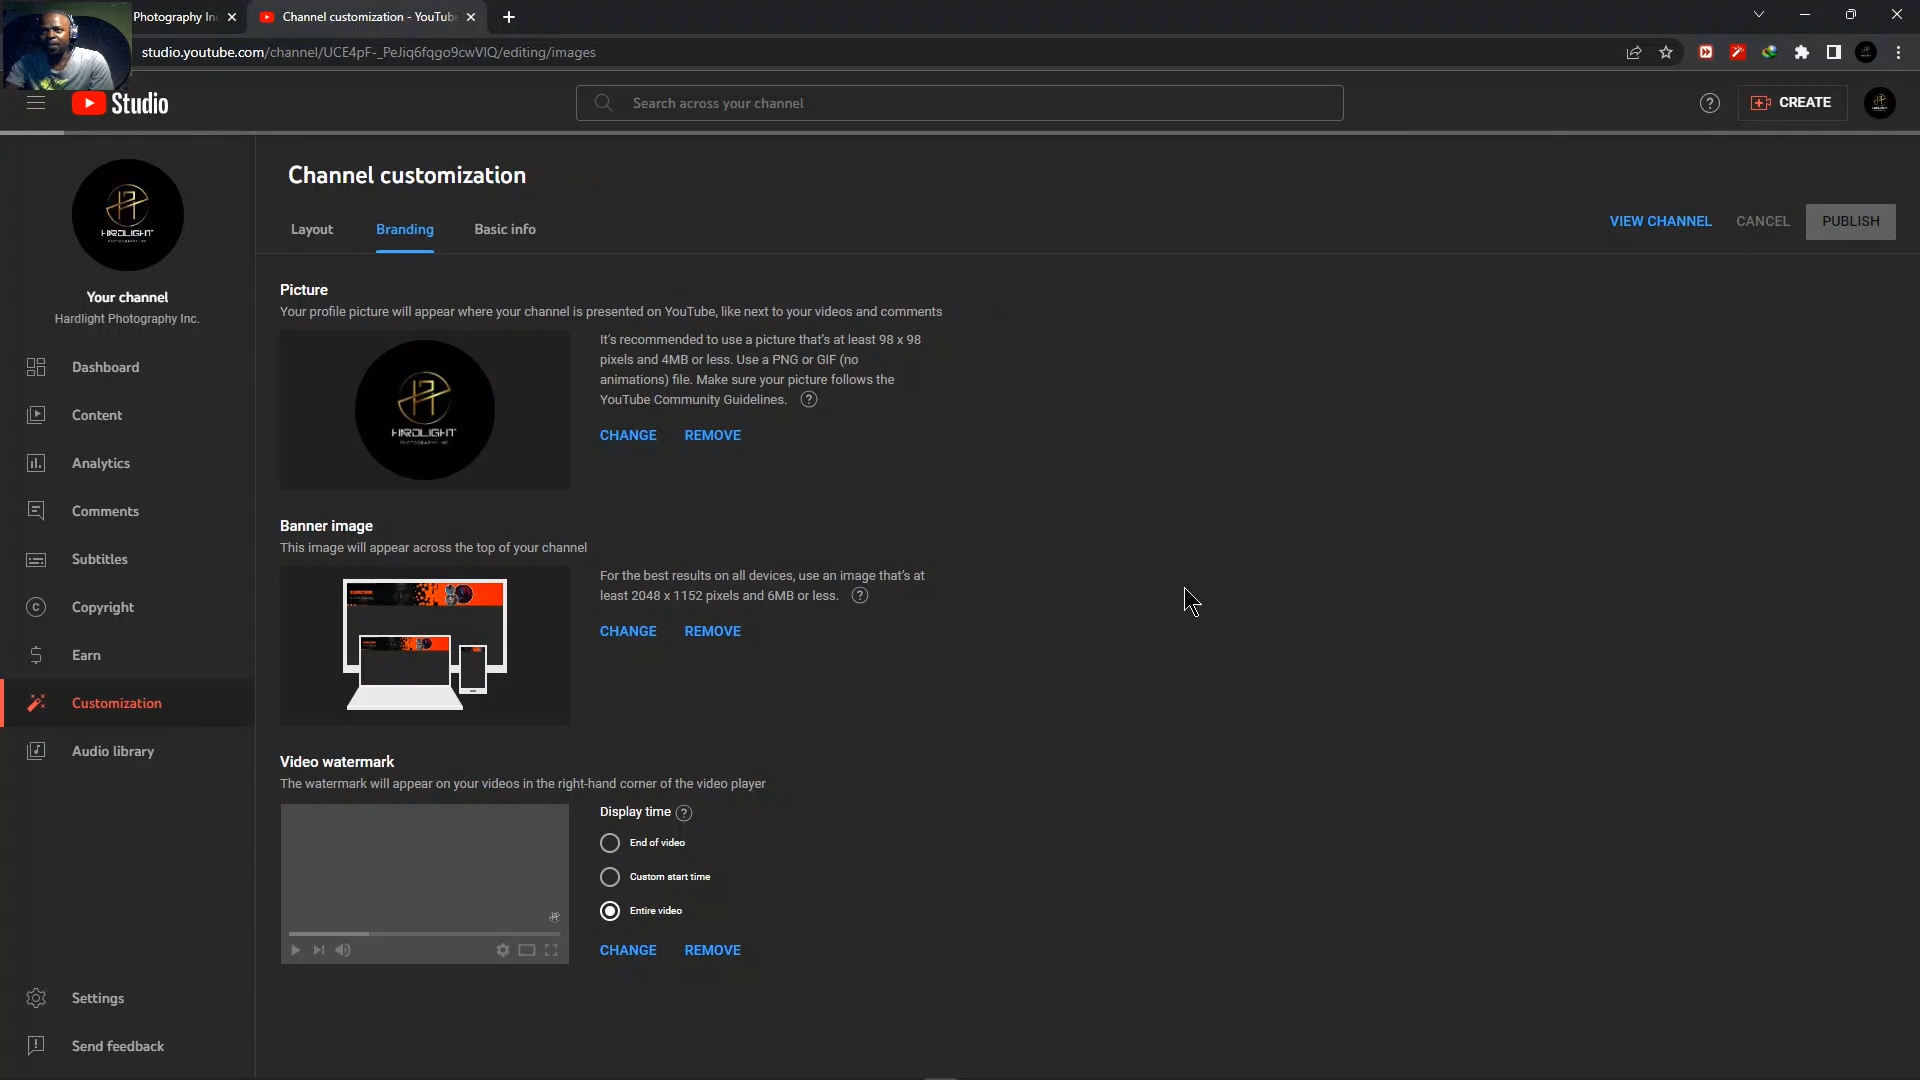 Photography In
Channel customization - YouTube
studio.youtube.com/channel/UCE4pF-_PeJiq6fqgo9cwVlQ/editing/images
Studio
Search across your channel
CREATE
HARDLIGHT
Your channel
Hardlight Photography Inc.
Dashboard
Content
Analytics
Comments
Subtitles
Copyright
Earn
Customization
Audio library
Settings
Send feedback
Channel customization
Layout
Branding
Basic info
VIEW CHANNEL
CANCEL
PUBLISH
Picture
Your profile picture will appear where your channel is presented on YouTube, like next to your videos and comments
HARDLIGHT
PHOTOGRAPHY INC
It's recommended to use a picture that's at least 98 x 98
pixels and 4MB or less. Use a PNG or GIF (no
animations) file. Make sure your picture follows the
YouTube Community Guidelines.
CHANGE
REMOVE
Banner image
This image will appear across the top of your channel
For the best results on all devices, use an image that's at
least 2048 x 1152 pixels and 6MB or less.
CHANGE
REMOVE
Video watermark
The watermark will appear on your videos in the right-hand corner of the video player
Display time
End of video
Custom start time
Entire video
CHANGE
REMOVE